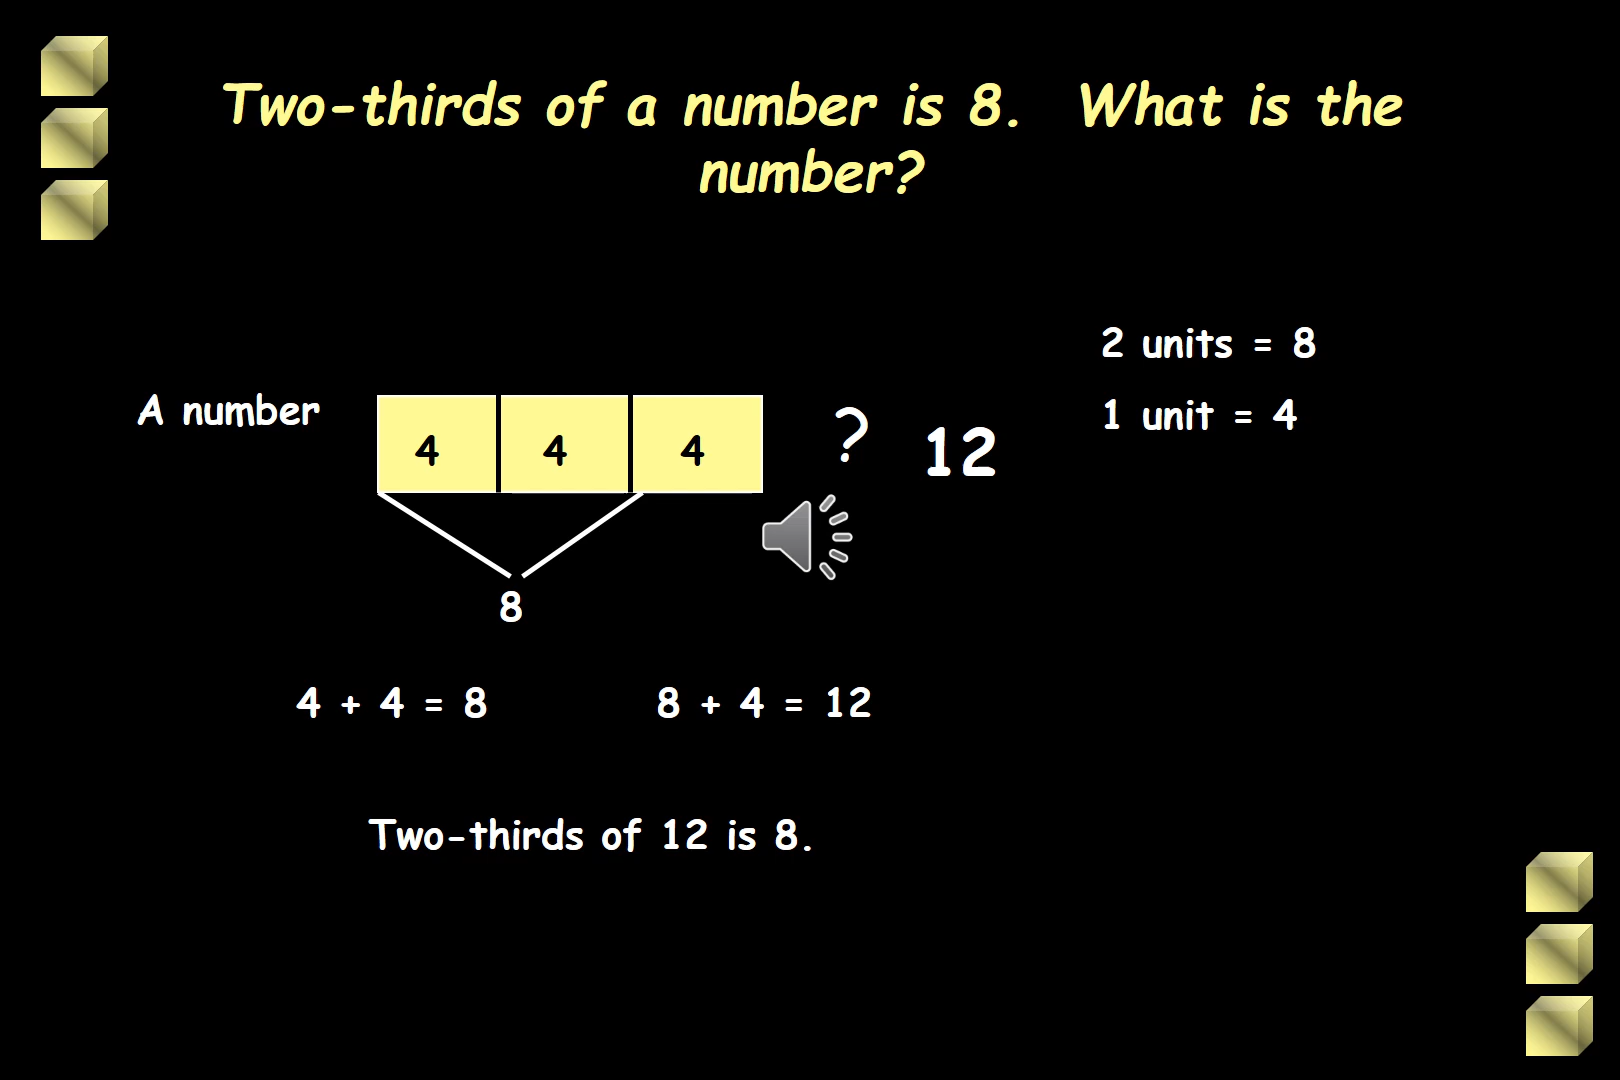 Two-thirds of a number is 8. What is the
number?
2 units = 8
A number
4 4 4
? 12
1 unit = 4
8
4 + 4 = 8
8 + 4 = 12
Two-thirds of 12 is 8.